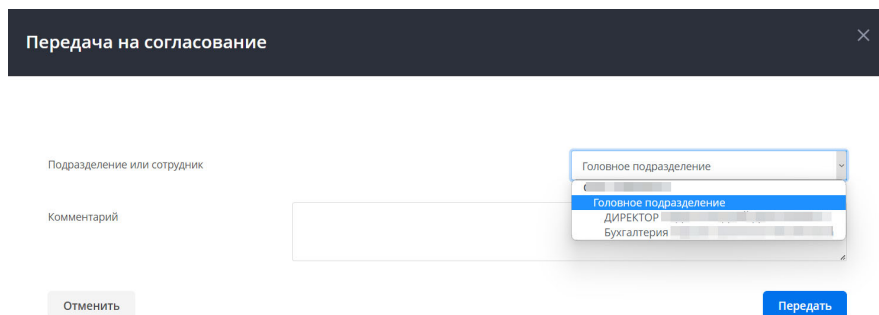 Передача на согласование
Подразделение или сотрудник
Головное подразделение
Головное подразделение
Комментарий
ДИРЕКТОР
Бухгалтерия
Отменить
Передать